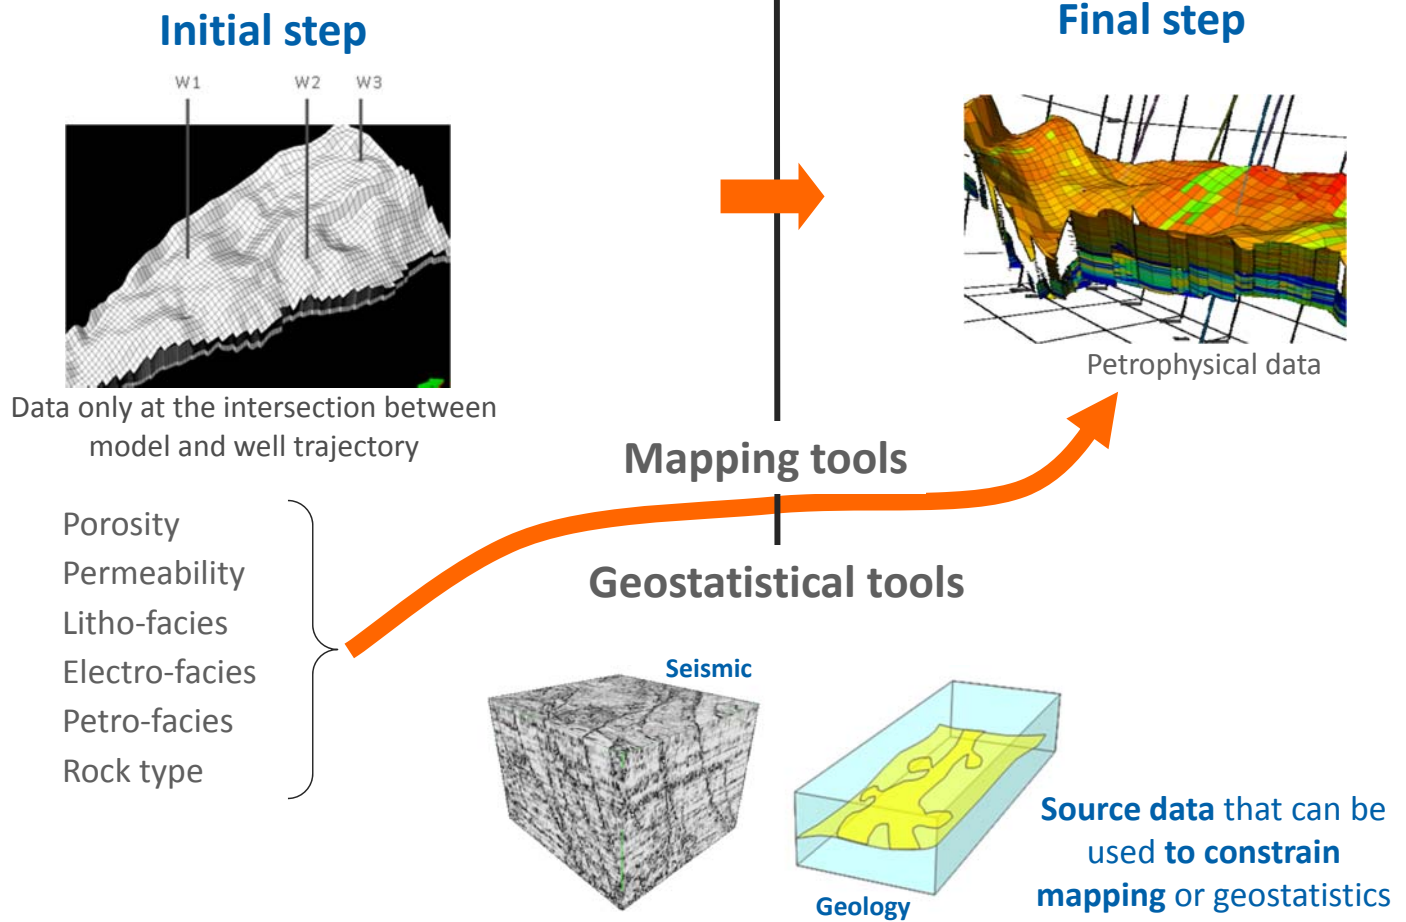 Initial step
Final step
W1
W2
W3
Petrophysical data
Data only at the intersection between
model and well trajectory
Mapping tools
Porosity
Permeability
Litho-facies
Electro-facies
Petro-facies
Rock type
Geostatistical tools
Seismic
Geology
Source data that can be
used to constrain
mapping or geostatistics